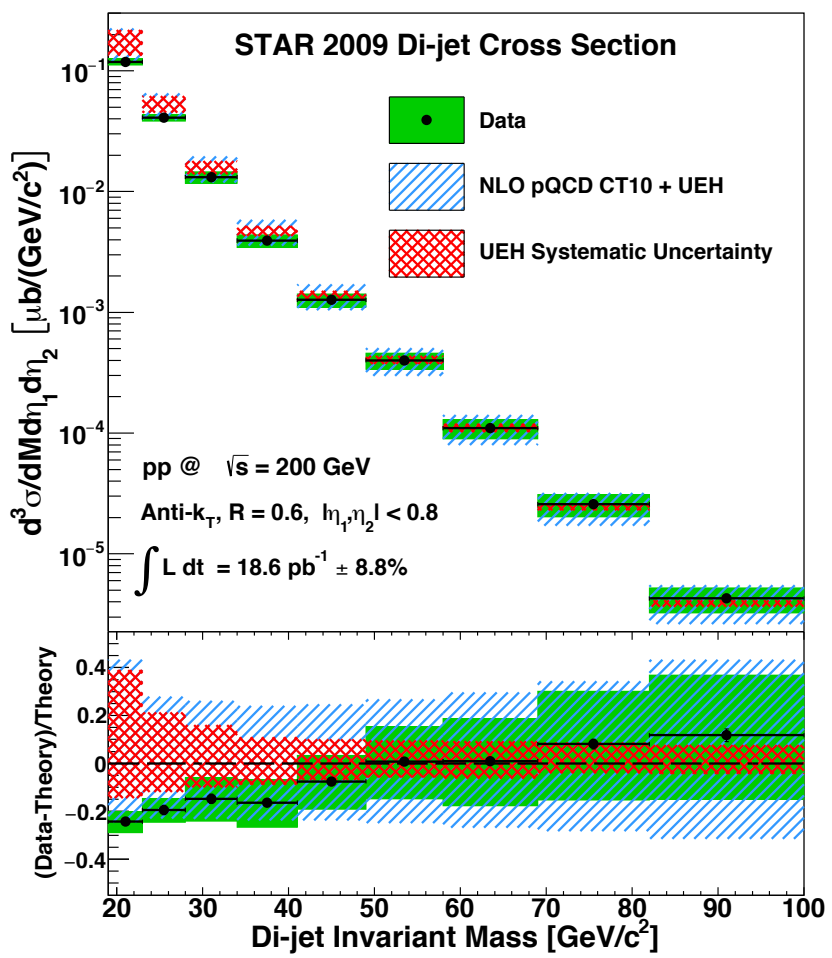 STAR 2009 Di-jet Cross Section
Data
NLO pQCD CT10 + UEH
UEH Systematic Uncertainty
d³σ/dMdη₁dη₂ [μb/(GeV/c²)]
10⁻¹
10⁻²
10⁻³
10⁻⁴
10⁻⁵
pp @ √s = 200 GeV
Anti-k_T, R = 0.6, |η₁,η₂| < 0.8
∫ L dt = 18.6 pb⁻¹ ± 8.8%
(Data-Theory)/Theory
0.4
0.2
0
−0.2
−0.4
20 30 40 50 60 70 80 90 100
Di-jet Invariant Mass [GeV/c²]